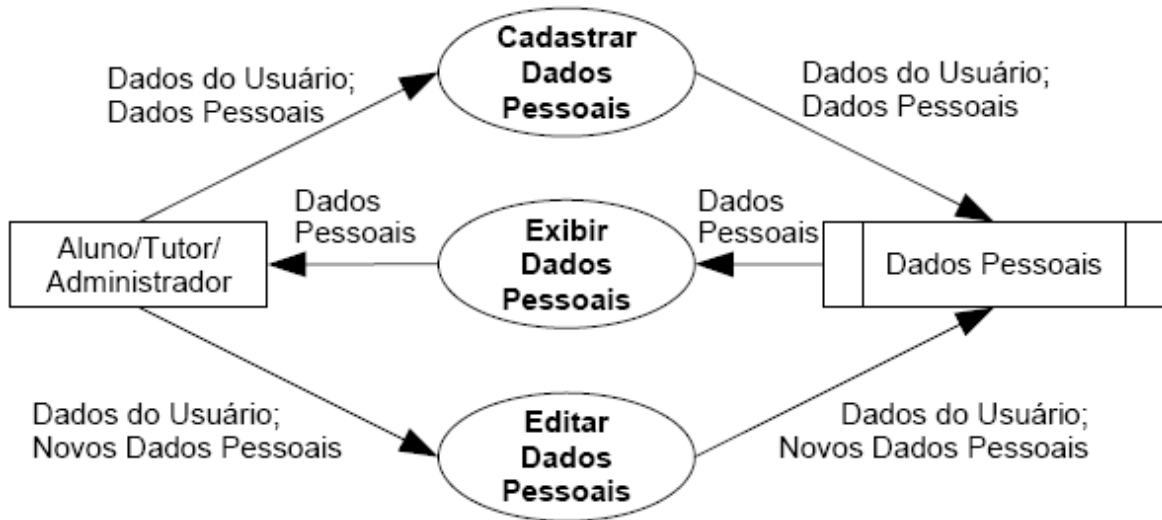 Cadastrar
Dados
Pessoais
Dados do Usuário;
Dados Pessoais
Dados do Usuário;
Dados Pessoais
Dados
Pessoais
Dados
Pessoais
Aluno/Tutor/
Administrador
Exibir
Dados
Pessoais
Dados Pessoais
Dados do Usuário;
Novos Dados Pessoais
Editar
Dados
Pessoais
Dados do Usuário;
Novos Dados Pessoais